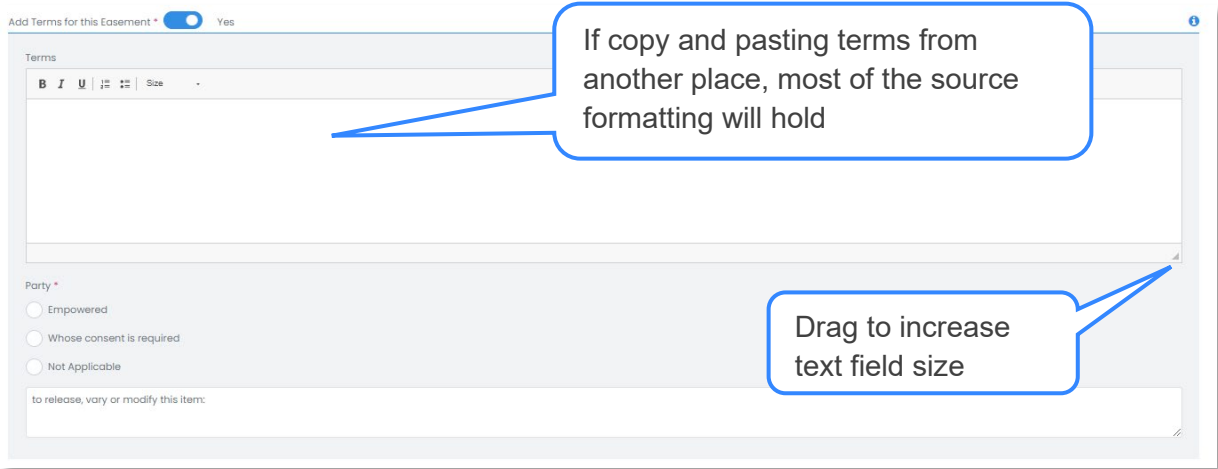 Add Terms for this Easement * Yes
If copy and pasting terms from
another place, most of the source
formatting will hold
Terms
B I U Size
Party *
Empowered
Whose consent is required
Not Applicable
Drag to increase
text field size
to release, vary or modify this item: